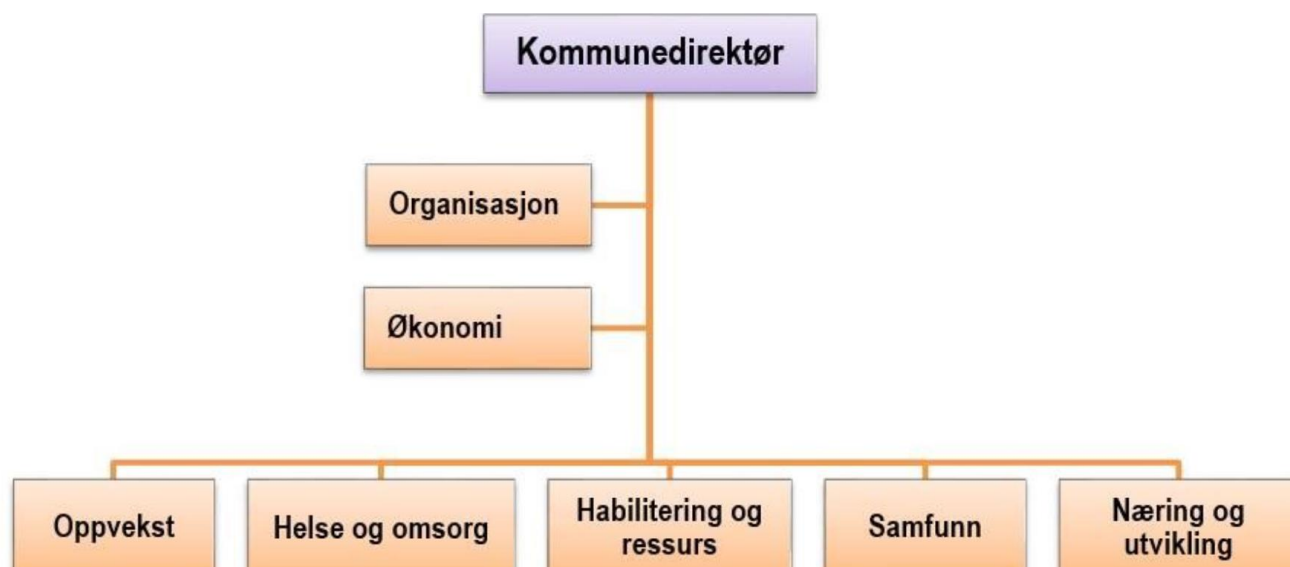 Kommunedirektør
Organisasjon
Økonomi
Oppvekst
Helse og omsorg
Habilitering og
ressurs
Samfunn
Næring og
utvikling